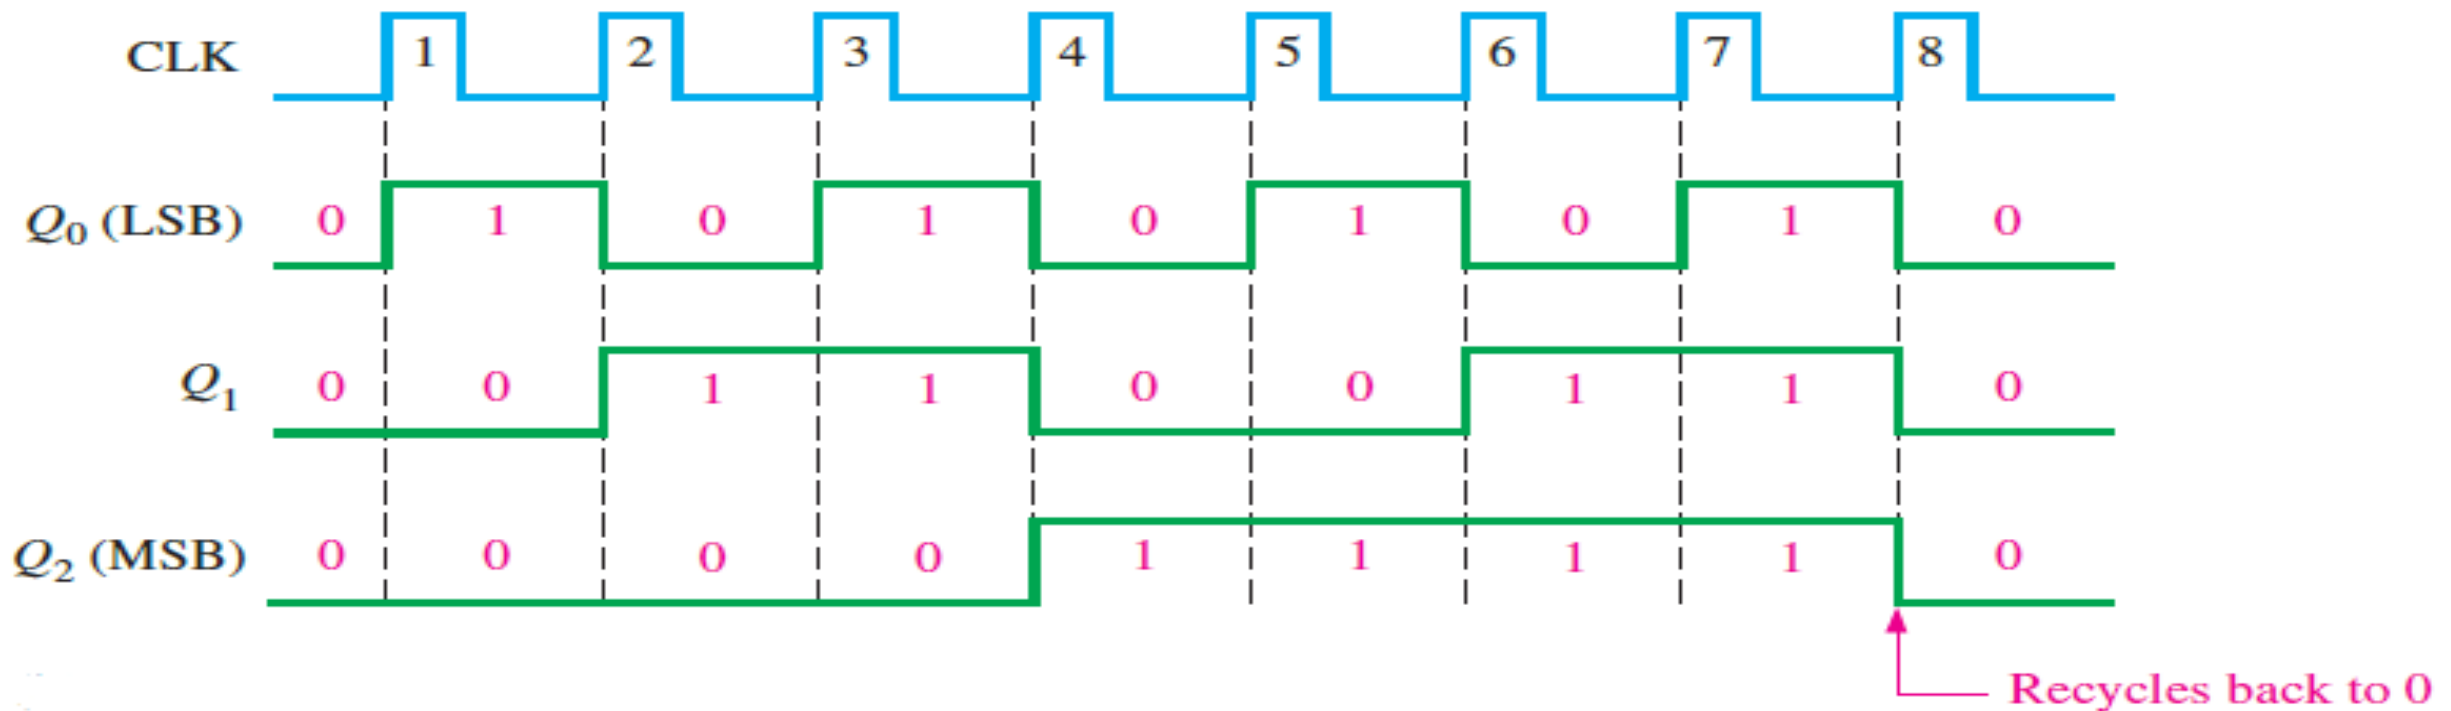 CLK 1 2 3 4 5 6 7 8
Q0 (LSB) 0 1 0 1 0 1 0 1 0
Q1 0 0 1 1 0 0 1 1 0
Q2 (MSB) 0 0 0 0 1 1 1 1 0
Recycles back to 0